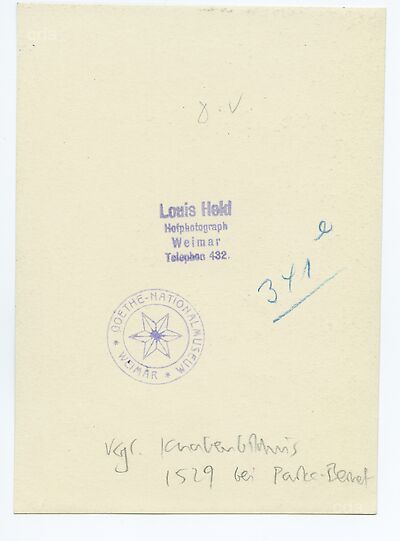 J. V.
Louis Held
Hofphotograph
Weimar
Telephon 432.
341 e
GOETHE-NATIONALMUSEUM
* WEIMAR *
Vgl. Knabenbildnis
1529 bei Parke-Bernet